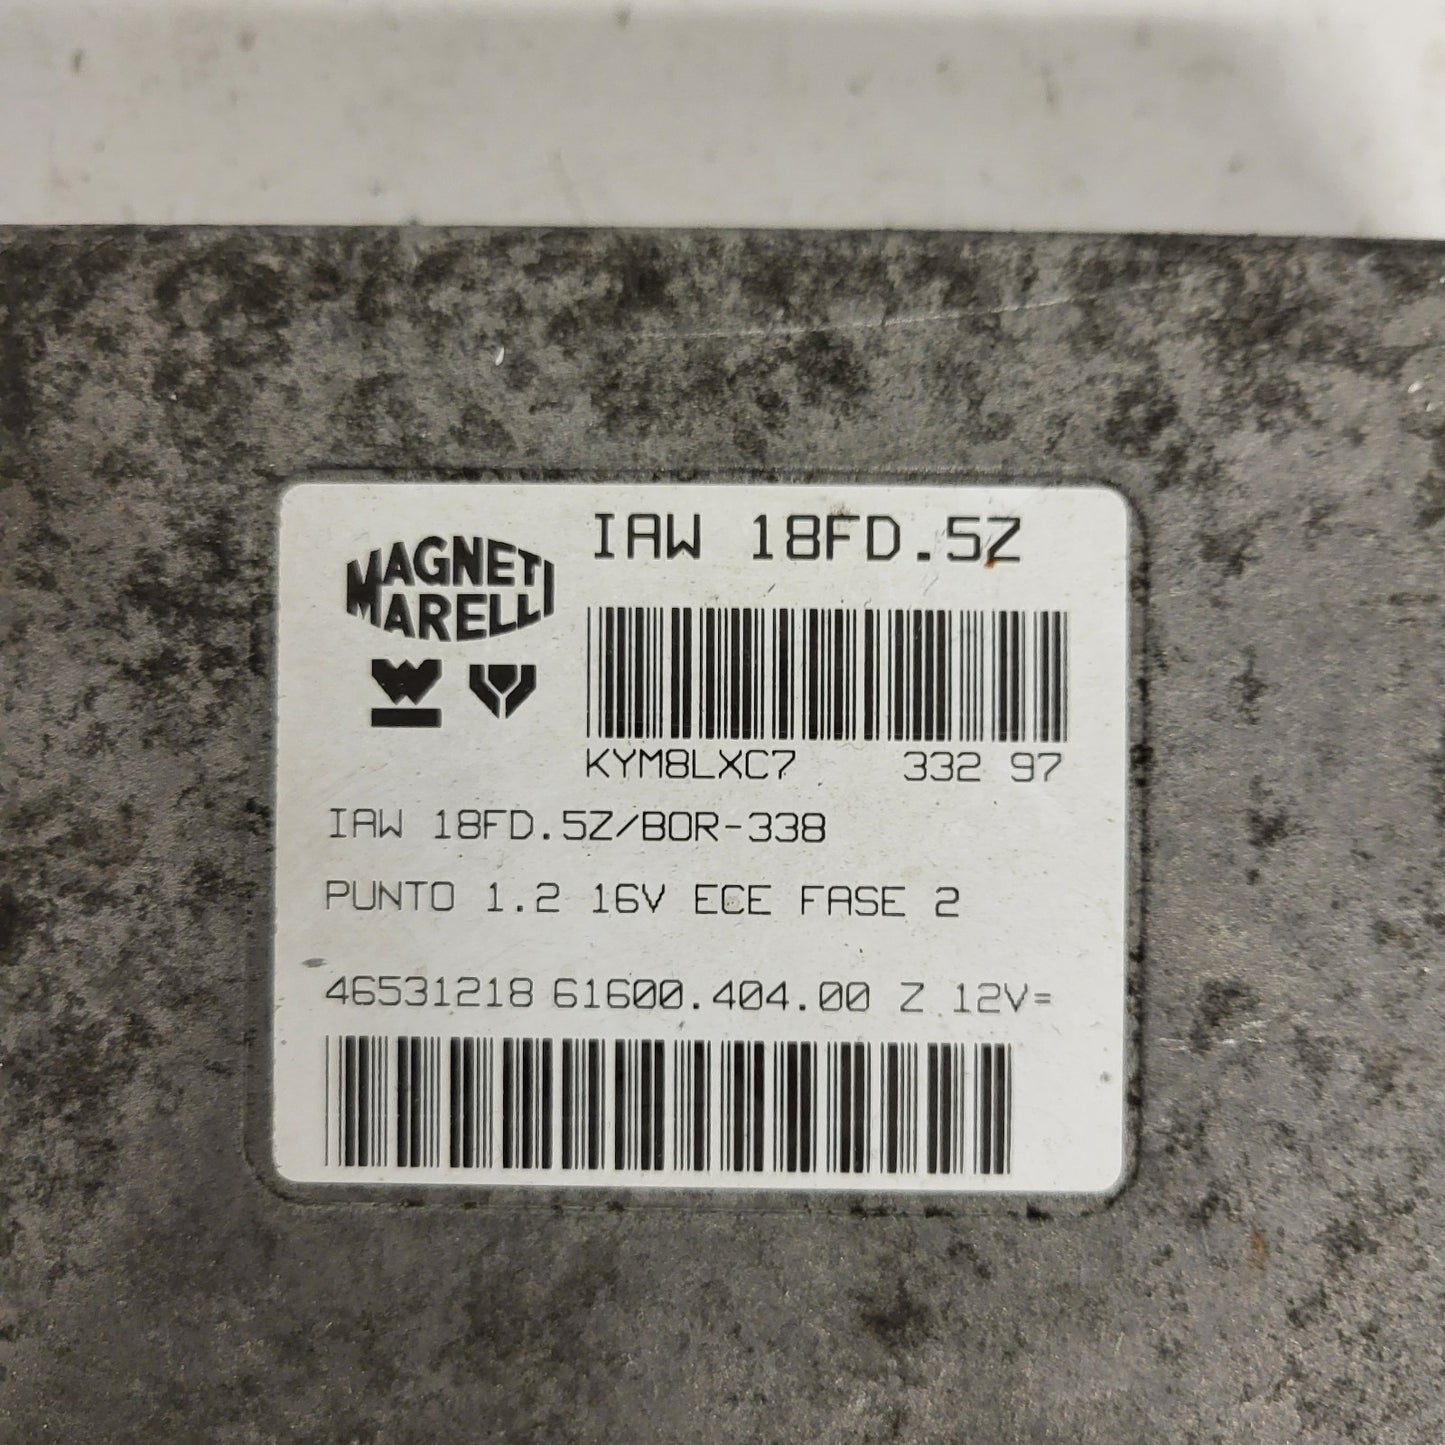 MAGNETI
MARELLI
IAW 18FD.5Z
KYM8LXC7 332 97
IAW 18FD.5Z/BOR-338
PUNTO 1.2 16V ECE FASE 2
46531218 61600.404.00 Z 12V=